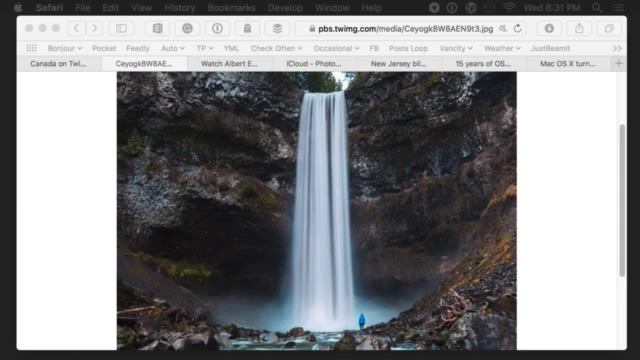 Safari File Edit View History Bookmarks Develop Window Help Wed 6:31 PM
pbs.twimg.com/media/Ceyogk8W8AEN9t3.jpg
Bonjour Pocket Feedly Auto TP YML Check Often Occasional FB Posts Loop Vancity Weather JustBeamIt
Canada on Twi... Ceyogk8W8AE... Watch Albert E... iCloud - Photo... New Jersey bil... 15 years of OS... Mac OS X turn...